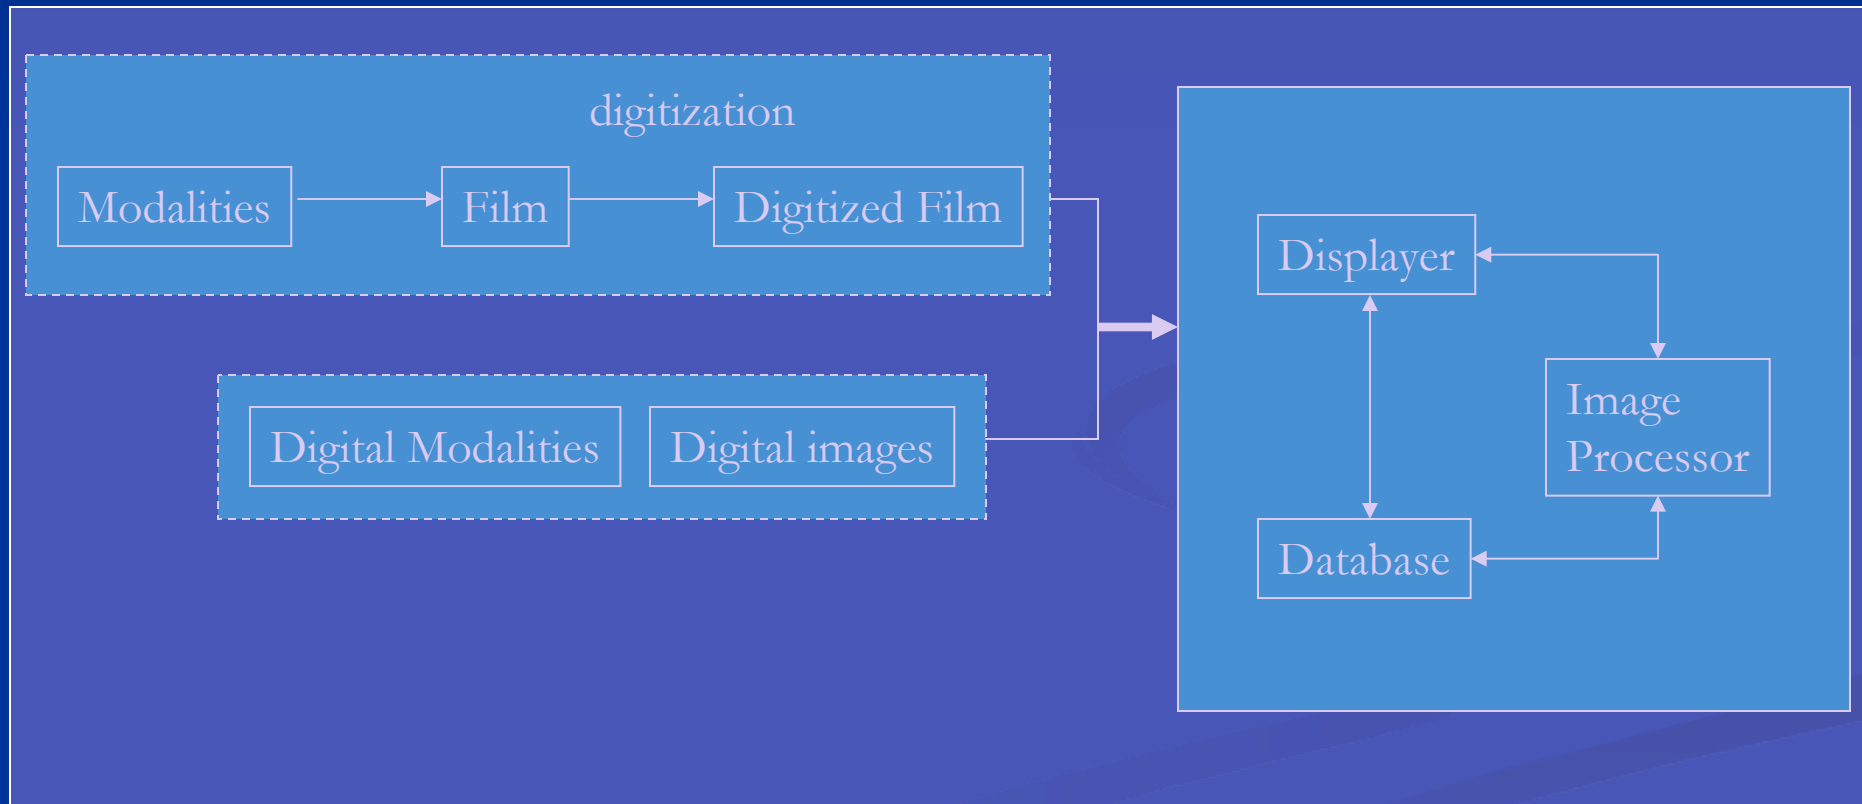 digitization
Modalities
Film
Digitized Film
Digital Modalities
Digital images
Displayer
Image
Processor
Database